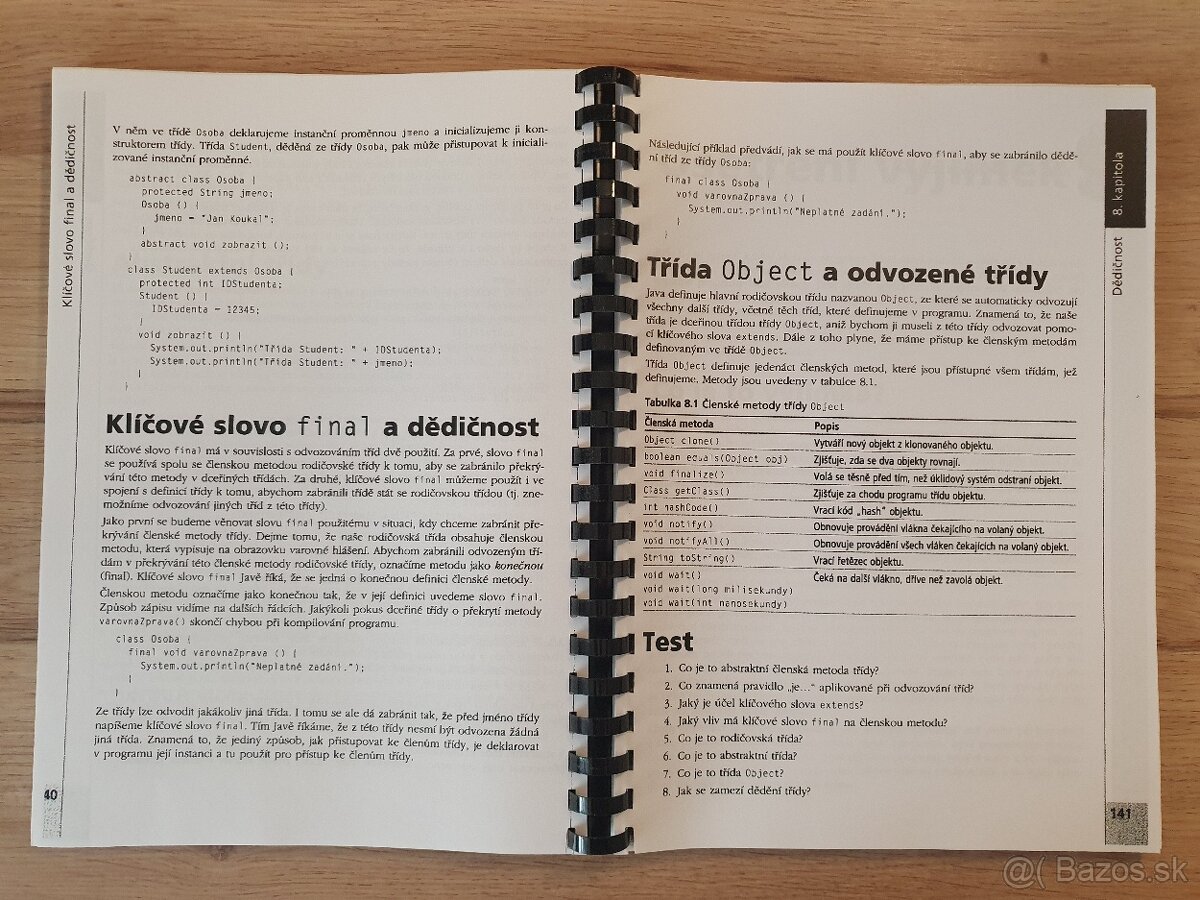 Klíčové slovo final a dědičnost
V něm ve třídě Osoba deklarujeme instanční proměnnou jmeno a inicializujeme ji kon-
struktorem třídy. Třída Student, děděná ze třídy Osoba, pak může přistupovat k iniciali-
zované instanční proměnné.
abstract class Osoba {
protected String jmeno;
Osoba () {
jmeno = "Jan Koukal";
}
abstract void zobrazit ();
}
class Student extends Osoba {
protected int IDStudenta;
Student () {
IDStudenta = 12345;
}
void zobrazit () {
System.out.println("Třída Student: " + IDStudenta);
System.out.println("Třída Student: " + jmeno);
}
}
Klíčové slovo final a dědičnost
Klíčové slovo final má v souvislosti s odvozováním tříd dvě použití. Za prvé, slovo final
se používá spolu se členskou metodou rodičovské třídy k tomu, aby se zabránilo překrý-
vání této metody v dceřiných třídách. Za druhé, klíčové slovo final můžeme použít i ve
spojení s definicí třídy k tomu, abychom zabránili třídě stát se rodičovskou třídou (tj. zne-
možníme odvozování jiných tříd z této třídy).
Jako první se budeme věnovat slovu final použitému v situaci, kdy chceme zabránit pře-
krývání členské metody třídy. Dejme tomu, že naše rodičovská třída obsahuje členskou
metodu, která vypisuje na obrazovku varovné hlášení. Abychom zabránili odvozeným tří-
dám v překrývání této členské metody rodičovské třídy, označíme metodu jako konečnou
(final). Klíčové slovo final Javě říká, že se jedná o konečnou definici členské metody.
Členskou metodu označíme jako konečnou tak, že v její definici uvedeme slovo final.
Způsob zápisu vidíme na dalších řádcích. Jakýkoli pokus dceřiné třídy o překrytí metody
varovnaZprava() skončí chybou při kompilování programu.
class Osoba {
final void varovnaZprava () {
System.out.println("Neplatné zadání.");
}
}
Ze třídy lze odvodit jakákoliv jiná třída. I tomu se ale dá zabránit tak, že před jméno třídy
napíšeme klíčové slovo final. Tím Javě říkáme, že z této třídy nesmí být odvozena žádná
jiná třída. Znamená to, že jediný způsob, jak přistupovat ke členům třídy, je deklarovat
v programu její instanci a tu použít pro přístup ke členům třídy.
40
Následující příklad předvádí, jak se má použít klíčové slovo final, aby se zabránilo dědě-
ní tříd ze třídy Osoba:
final class Osoba {
void varovnaZprava () {
System.out.println("Neplatné zadání.");
}
}
Třída Object a odvozené třídy
Java definuje hlavní rodičovskou třídu nazvanou Object, ze které se automaticky odvozují
všechny další třídy, včetně těch tříd, které definujeme v programu. Znamená to, že naše
třída je dceřinou třídou třídy Object, aniž bychom ji museli z této třídy odvozovat pomo-
cí klíčového slova extends. Dále z toho plyne, že máme přístup ke členským metodám
definovaným ve třídě Object.
Třída Object definuje jedenáct členských metod, které jsou přístupné všem třídám, jež
definujeme. Metody jsou uvedeny v tabulce 8.1.
Tabulka 8.1 Členské metody třídy Object
Členská metoda Popis
Object clone() Vytváří nový objekt z klonovaného objektu.
boolean equals(Object obj) Zjišťuje, zda se dva objekty rovnají.
void finalize() Volá se těsně před tím, než úklidový systém odstraní objekt.
Class getClass() Zjišťuje za chodu programu třídu objektu.
int hashCode() Vrací kód „hash“ objektu.
void notify() Obnovuje provádění vlákna čekajícího na volaný objekt.
void notifyAll() Obnovuje provádění všech vláken čekajících na volaný objekt.
String toString() Vrací řetězec objektu.
void wait() Čeká na další vlákno, dříve než zavolá objekt.
void wait(long milisekundy)
void wait(int nanosekundy)
Test
1. Co je to abstraktní členská metoda třídy?
2. Co znamená pravidlo „je...“ aplikované při odvozování tříd?
3. Jaký je účel klíčového slova extends?
4. Jaký vliv má klíčové slovo final na členskou metodu?
5. Co je to rodičovská třída?
6. Co je to abstraktní třída?
7. Co je to třída Object?
8. Jak se zamezí dědění třídy?
8. kapitola
Dědičnost
141
@( Bazos.sk